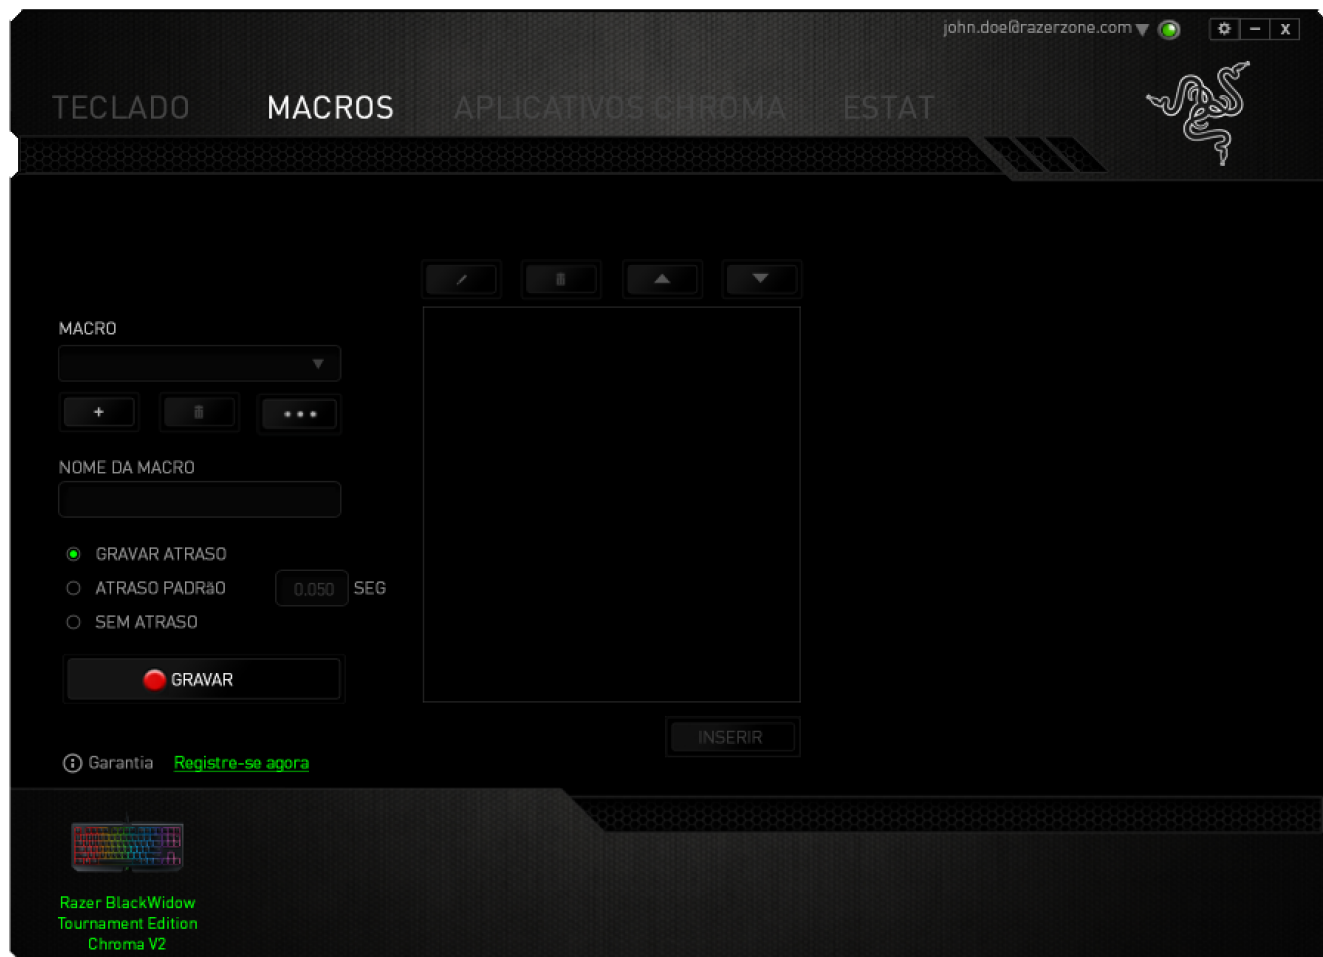 john.doe@razerzone.com
TECLADO MACROS APLICATIVOS CHROMA ESTAT
MACRO
NOME DA MACRO
GRAVAR ATRASO
ATRASO PADRãO 0.050 SEG
SEM ATRASO
GRAVAR
INSERIR
Garantia Registre-se agora
Razer BlackWidow
Tournament Edition
Chroma V2